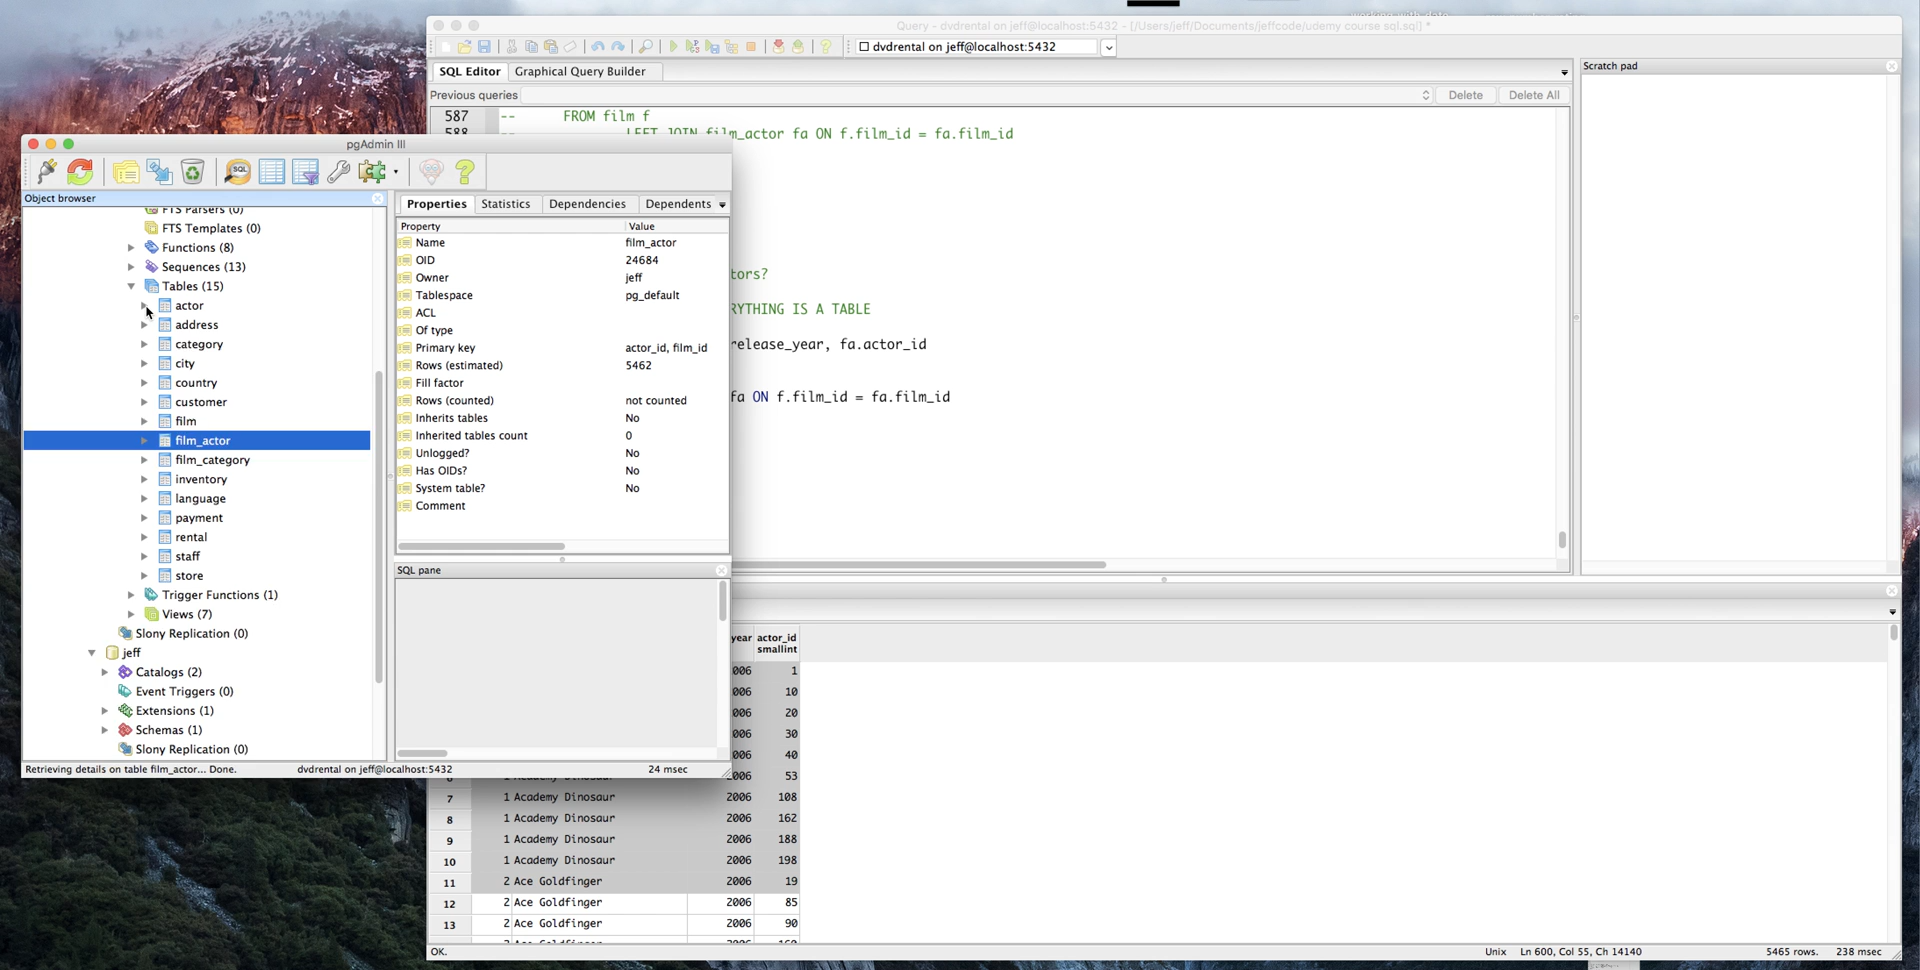 Query - dvdrental on jeff@localhost:5432 - [/Users/jeff/Documents/jeffcode/udemy course sql.sql] *
dvdrental on jeff@localhost:5432
SQL Editor
Graphical Query Builder
Scratch pad
Previous queries
Delete
Delete All
587 -- FROM film f
588 -- LEFT JOIN film_actor fa ON f.film_id = fa.film_id
tors?
RYTHING IS A TABLE
release_year, fa.actor_id
fa ON f.film_id = fa.film_id
pgAdmin III
Object browser
FTS Parsers (0)
FTS Templates (0)
Functions (8)
Sequences (13)
Tables (15)
actor
address
category
city
country
customer
film
film_actor
film_category
inventory
language
payment
rental
staff
store
Trigger Functions (1)
Views (7)
Slony Replication (0)
jeff
Catalogs (2)
Event Triggers (0)
Extensions (1)
Schemas (1)
Slony Replication (0)
Properties
Statistics
Dependencies
Dependents
Property Value
Name film_actor
OID 24684
Owner jeff
Tablespace pg_default
ACL
Of type
Primary key actor_id, film_id
Rows (estimated) 5462
Fill factor
Rows (counted) not counted
Inherits tables No
Inherited tables count 0
Unlogged? No
Has OIDs? No
System table? No
Comment
SQL pane
Retrieving details on table film_actor... Done.
dvdrental on jeff@localhost:5432
24 msec
year actor_id
smallint
006 1
006 10
006 20
006 30
006 40
006 53
7 1 Academy Dinosaur 2006 108
8 1 Academy Dinosaur 2006 162
9 1 Academy Dinosaur 2006 188
10 1 Academy Dinosaur 2006 198
11 2 Ace Goldfinger 2006 19
12 2 Ace Goldfinger 2006 85
13 2 Ace Goldfinger 2006 90
OK.
Unix
Ln 600, Col 55, Ch 14140
5465 rows.
238 msec